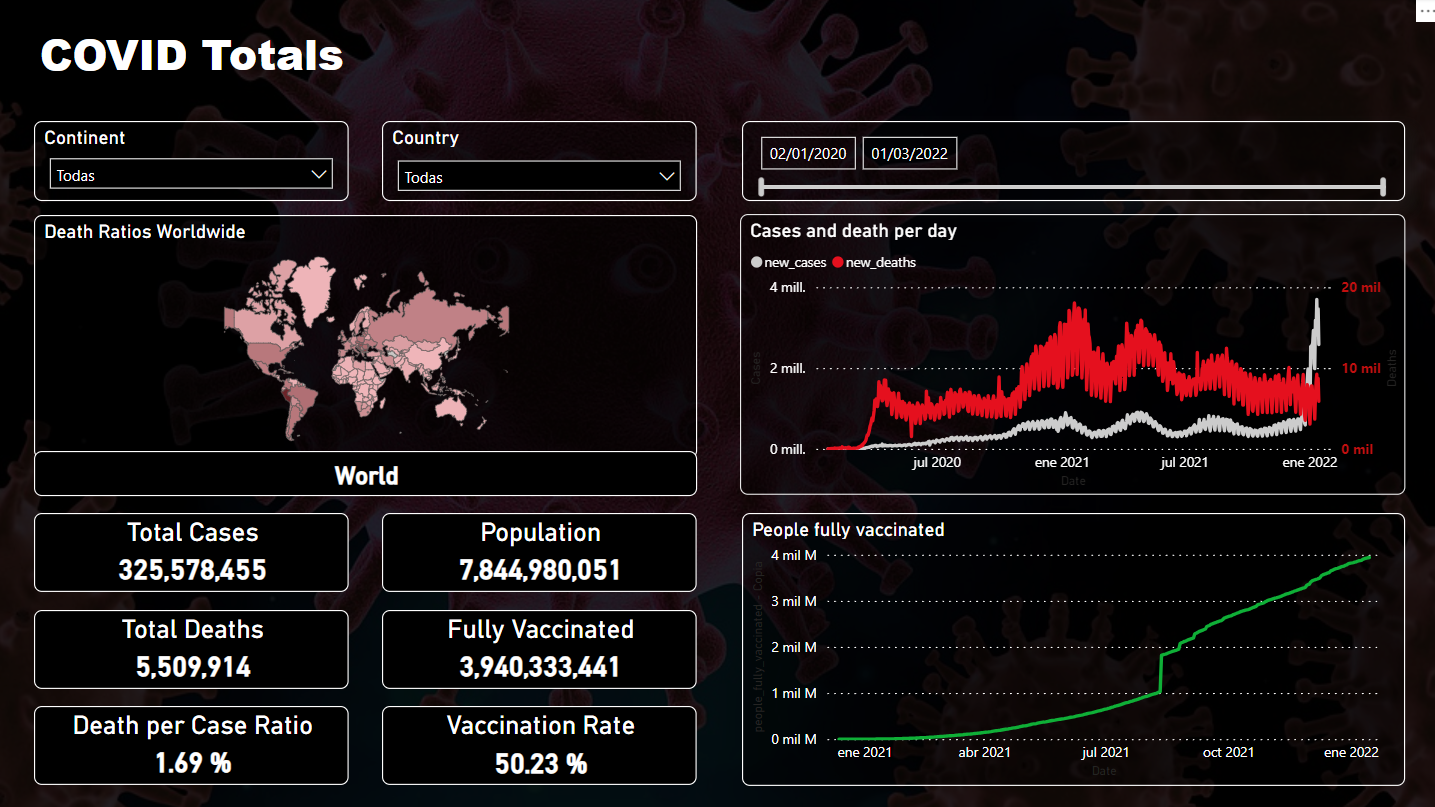 COVID Totals
Continent
Todas
Country
Todas
02/01/2020
01/03/2022
Death Ratios Worldwide
World
Total Cases
325,578,455
Population
7,844,980,051
Total Deaths
5,509,914
Fully Vaccinated
3,940,333,441
Death per Case Ratio
1.69 %
Vaccination Rate
50.23 %
Cases and death per day
new_cases new_deaths
4 mill.
2 mill.
0 mill.
Cases
20 mil
10 mil
0 mil
Deaths
jul 2020 ene 2021 jul 2021 ene 2022
Date
People fully vaccinated
4 mil M
3 mil M
2 mil M
1 mil M
0 mil M
people_fully_vaccinated - Copia
ene 2021 abr 2021 jul 2021 oct 2021 ene 2022
Date